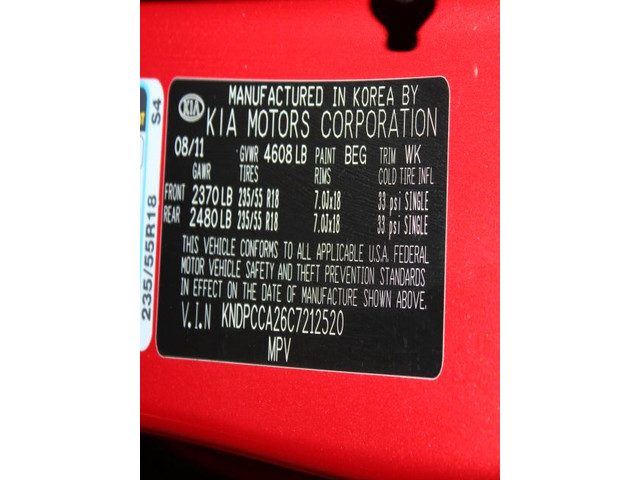 MANUFACTURED IN KOREA BY
KIA KIA MOTORS CORPORATION
08/11 GVWR 4608 LB PAINT BEG TRIM WK
GAWR TIRES RIMS COLD TIRE INFL
FRONT 2370 LB 235/55 R18 7.0Jx18 33 psi SINGLE
REAR 2480 LB 235/55 R18 7.0Jx18 33 psi SINGLE
THIS VEHICLE CONFORMS TO ALL APPLICABLE U.S.A. FEDERAL
MOTOR VEHICLE SAFETY AND THEFT PREVENTION STANDARDS
IN EFFECT ON THE DATE OF MANUFACTURE SHOWN ABOVE.
V.I.N KNDPCCA26C7212520
MPV
235/55R18 S4